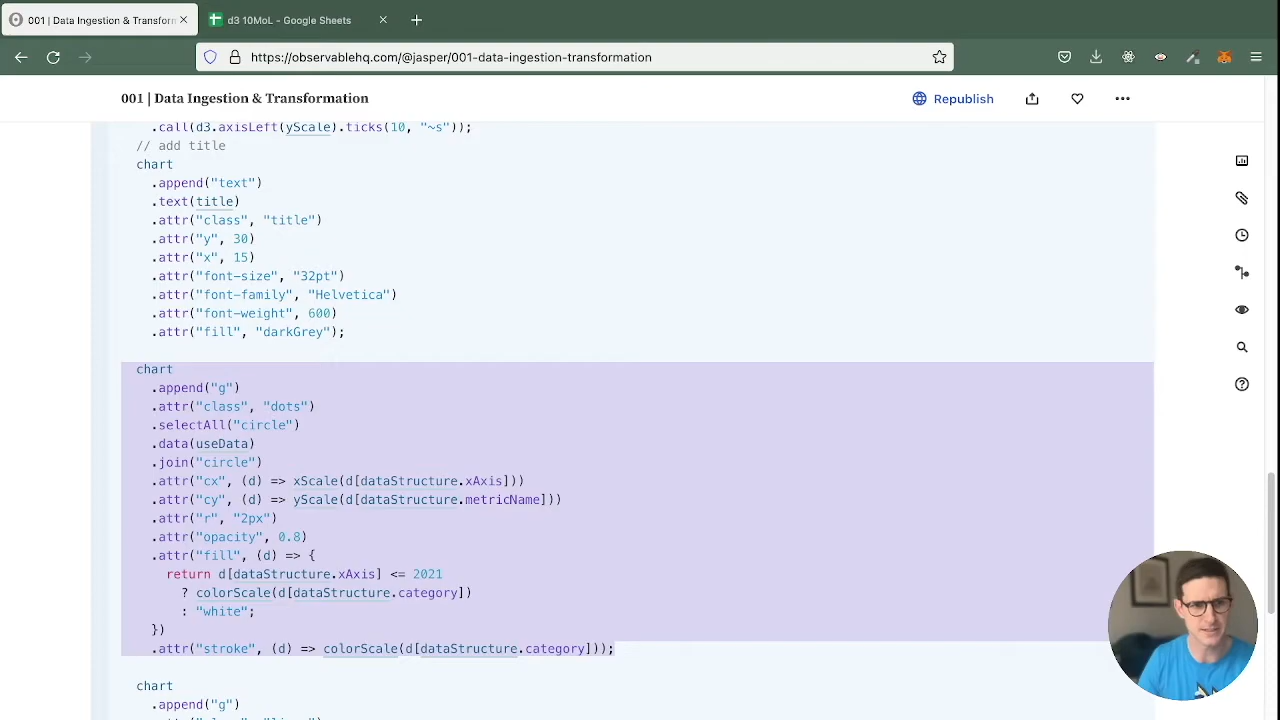 001 | Data Ingestion & Transforn
d3 10MoL - Google Sheets
https://observablehq.com/@jasper/001-data-ingestion-transformation
001 | Data Ingestion & Transformation
Republish
.call(d3.axisLeft(yScale).ticks(10, "~s"));
// add title
chart
.append("text")
.text(title)
.attr("class", "title")
.attr("y", 30)
.attr("x", 15)
.attr("font-size", "32pt")
.attr("font-family", "Helvetica")
.attr("font-weight", 600)
.attr("fill", "darkGrey");
chart
.append("g")
.attr("class", "dots")
.selectAll("circle")
.data(useData)
.join("circle")
.attr("cx", (d) => xScale(d[dataStructure.xAxis]))
.attr("cy", (d) => yScale(d[dataStructure.metricName]))
.attr("r", "2px")
.attr("opacity", 0.8)
.attr("fill", (d) => {
return d[dataStructure.xAxis] <= 2021
? colorScale(d[dataStructure.category])
: "white";
})
.attr("stroke", (d) => colorScale(d[dataStructure.category]));
chart
.append("g")